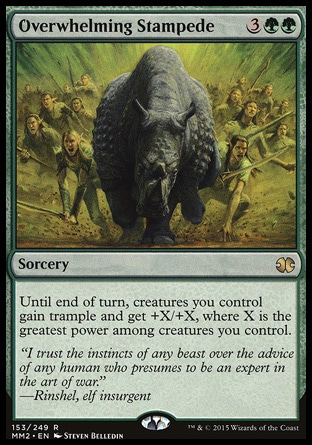 Overwhelming Stampede 3
Sorcery
Until end of turn, creatures you control
gain trample and get +X/+X, where X is the
greatest power among creatures you control.
“I trust the instincts of any beast over the advice
of any human who presumes to be an expert in
the art of war.”
—Rinshel, elf insurgent
153/249 R
MM2 • EN Steven Belledin
™ & © 2015 Wizards of the Coast